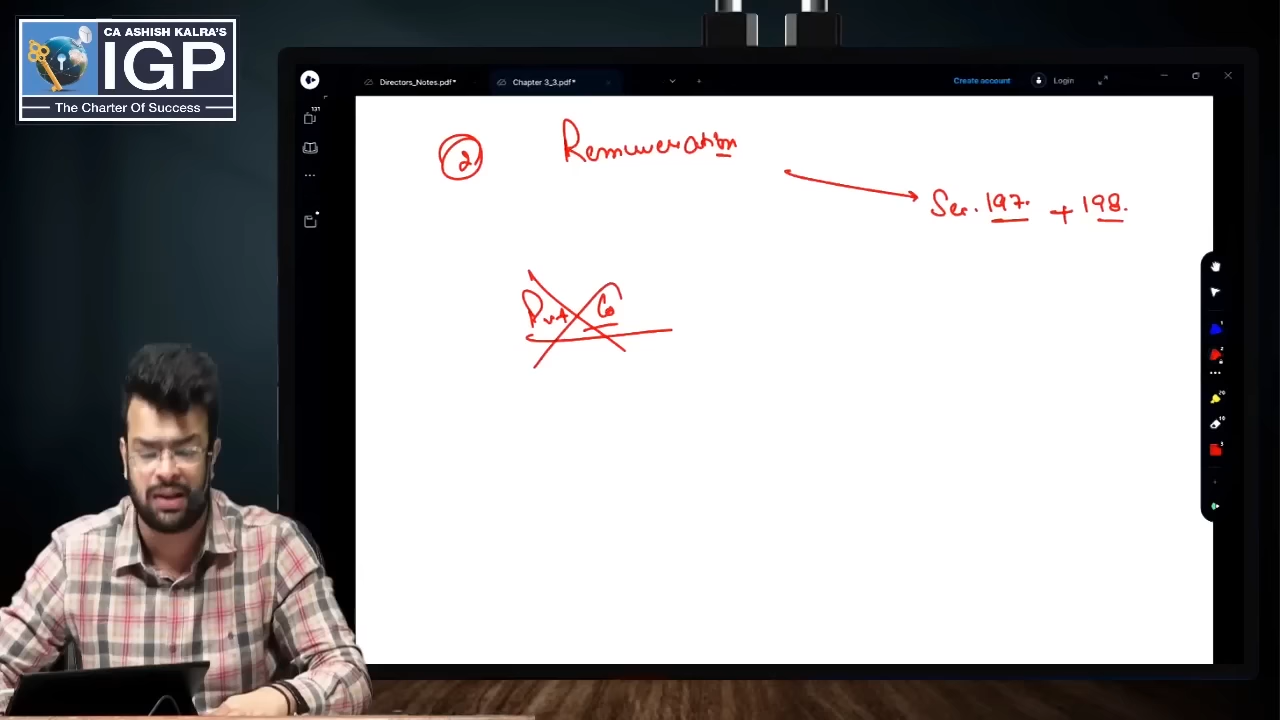 CA ASHISH KALRA'S
IGP
The Charter Of Success
Directors_Notes.pdf*
Chapter 3_3.pdf*
Create account
Login
131
2
Remuneration
Sec. 197. + 198.
Pvt Co